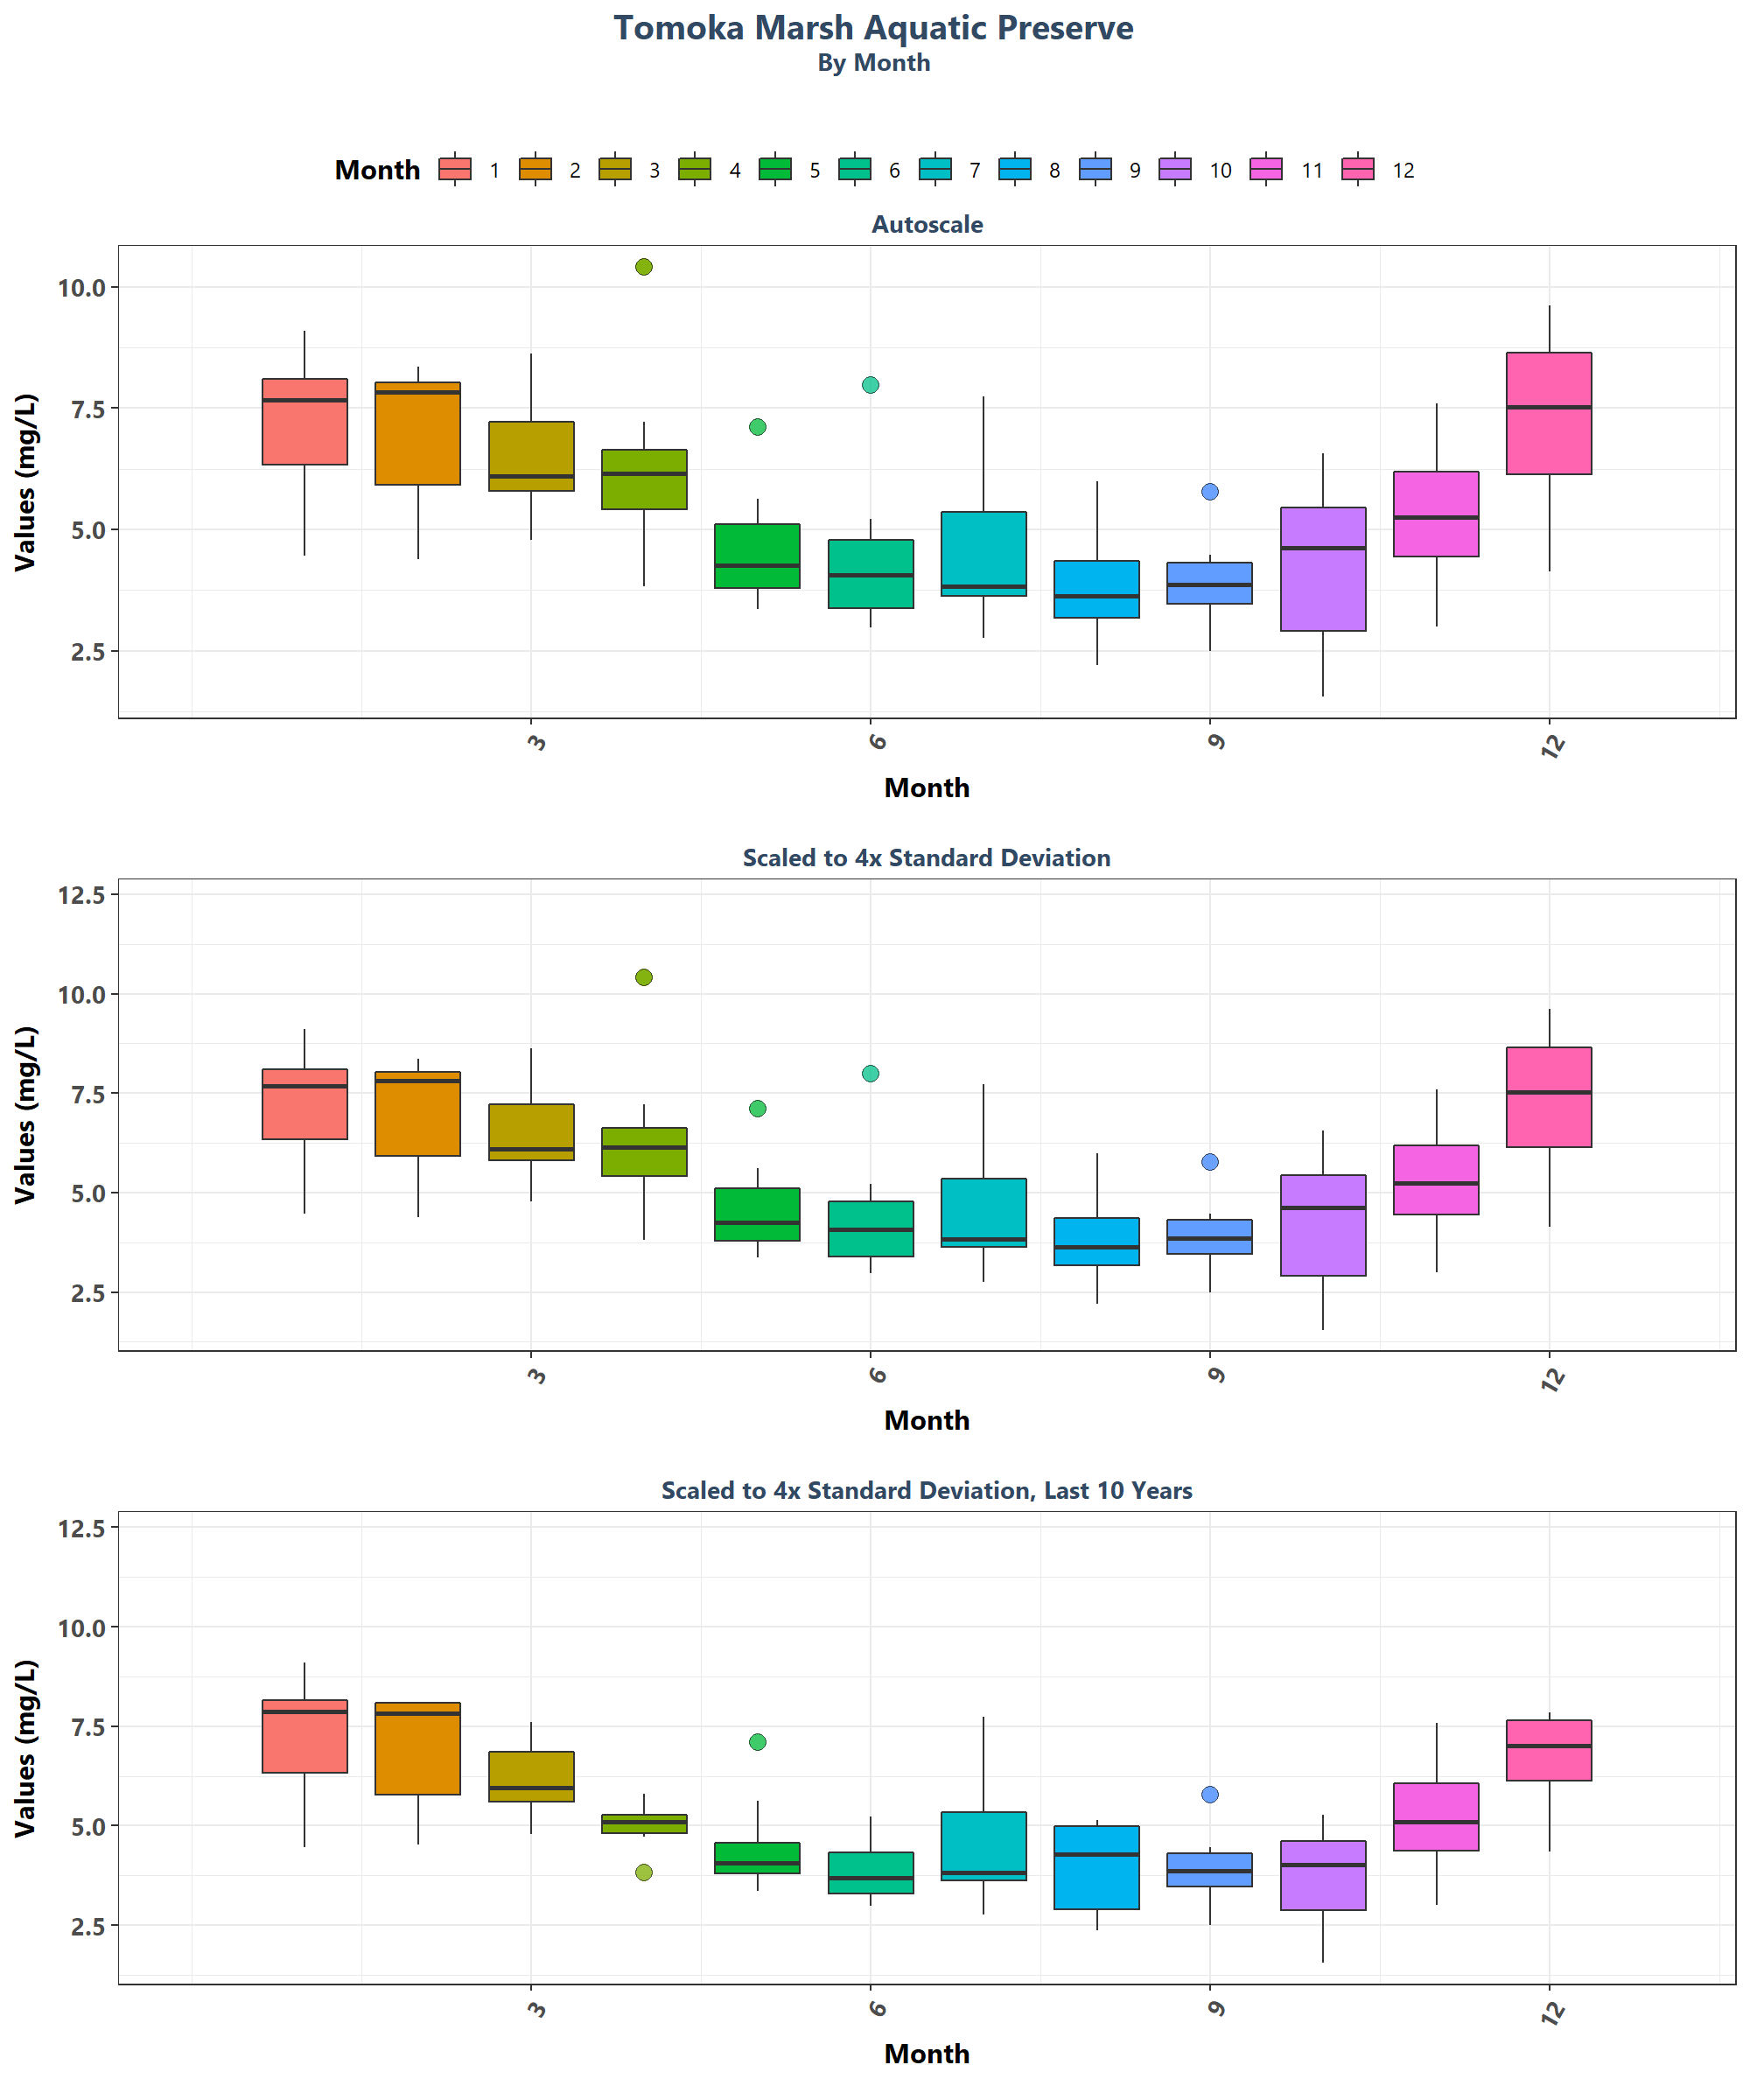 Tomoka Marsh Aquatic Preserve
By Month
Month 1 2 3 4 5 6 7 8 9 10 11 12
Autoscale
Values (mg/L)
10.0
7.5
5.0
2.5
3 6 9 12
Month
Scaled to 4x Standard Deviation
Values (mg/L)
12.5
10.0
7.5
5.0
2.5
3 6 9 12
Month
Scaled to 4x Standard Deviation, Last 10 Years
Values (mg/L)
12.5
10.0
7.5
5.0
2.5
3 6 9 12
Month